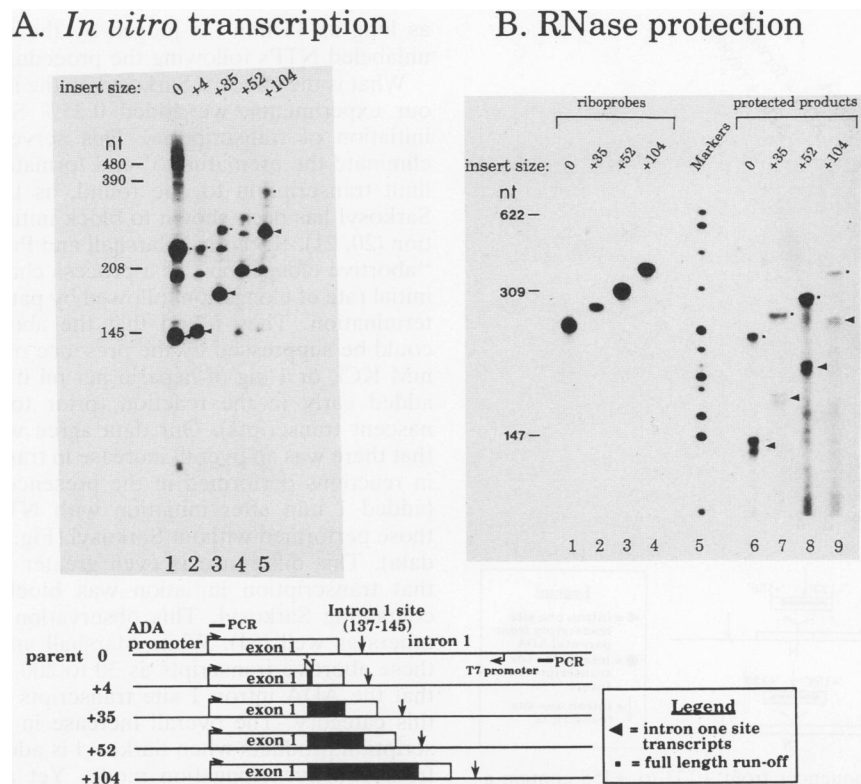 A. In vitro transcription
insert size: 0 +4 +35 +52 +104
nt
480
390
208
145
1 2 3 4 5
B. RNase protection
riboprobes
protected products
insert size: 0 +35 +52 +104 Markers 0 +35 +52 +104
nt
622
309
147
1 2 3 4 5 6 7 8 9
ADA promoter
PCR
Intron 1 site (137-145)
parent 0
exon 1
intron 1
T7 promoter
PCR
N
+4 exon 1
+35 exon 1
+52 exon 1
+104 exon 1
Legend
= intron one site transcripts
= full length run-off